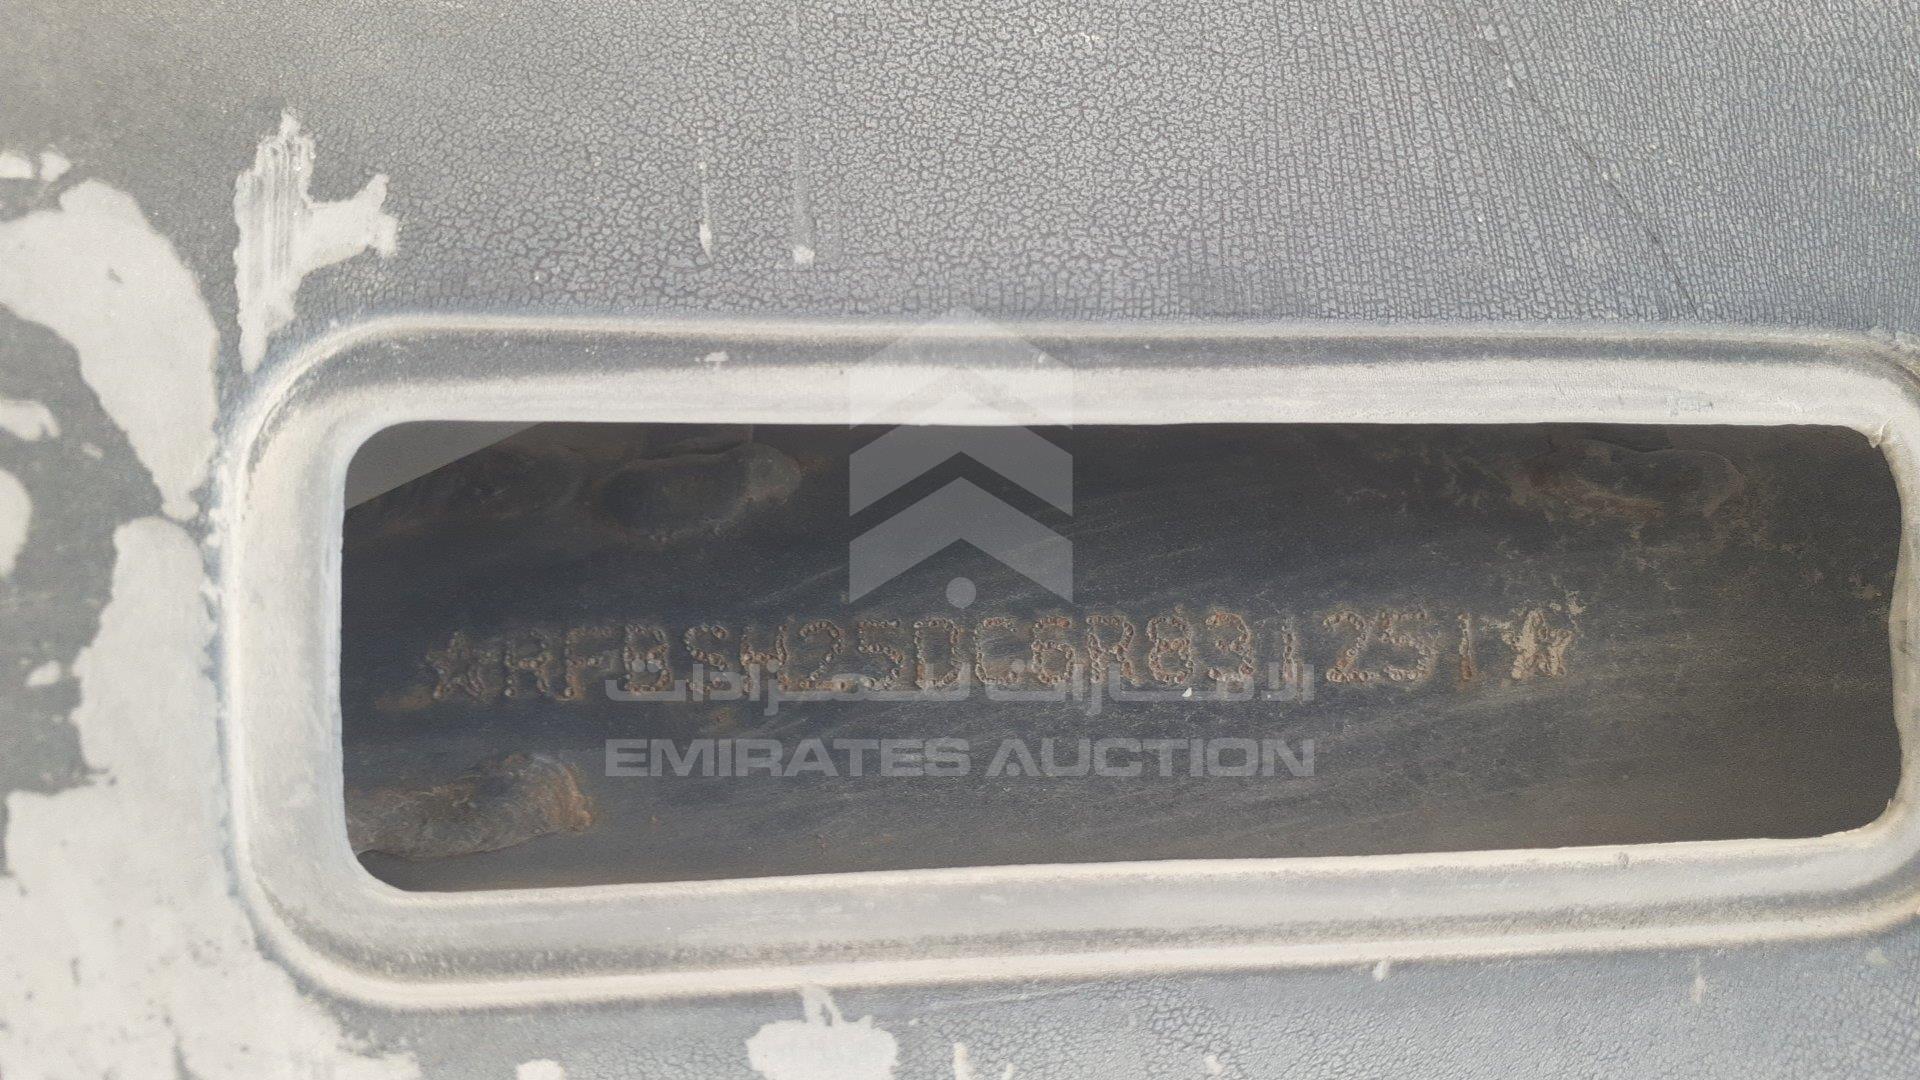 ★RFBSH25DC6R831251★
الإمارات للمزادات
EMIRATES AUCTION